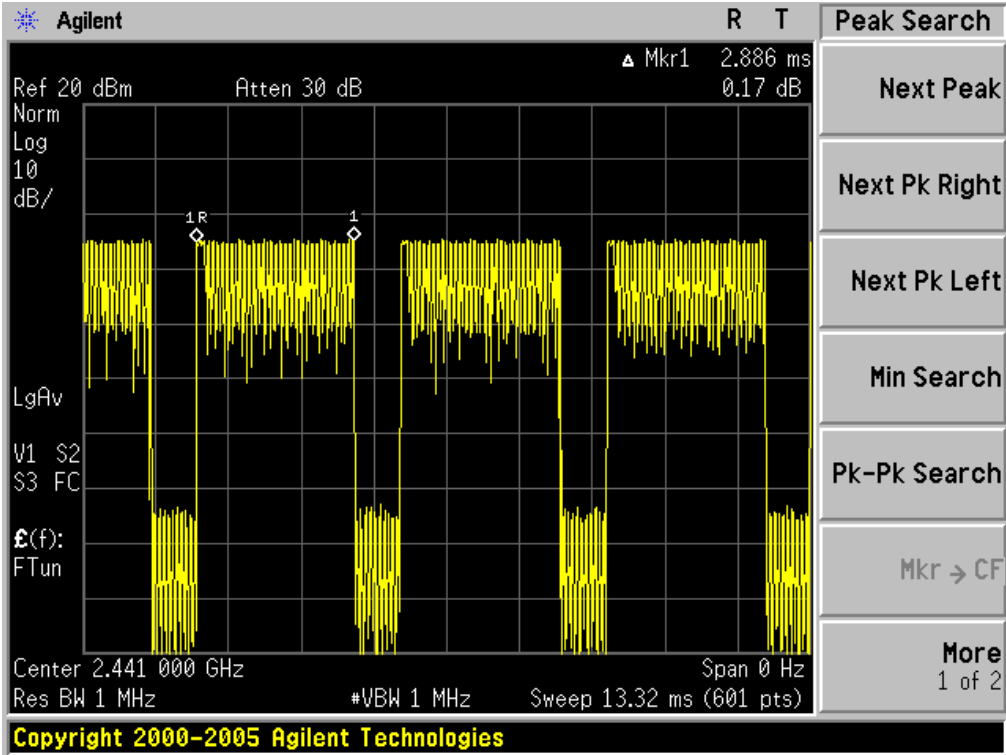 Agilent R T
Peak Search
Δ Mkr1 2.886 ms
Ref 20 dBm Atten 30 dB 0.17 dB
Norm
Log
10
dB/
1R
1
LgAv
V1 S2
S3 FC
£(f):
FTun
Center 2.441 000 GHz Span 0 Hz
Res BW 1 MHz #VBW 1 MHz Sweep 13.32 ms (601 pts)
Next Peak
Next Pk Right
Next Pk Left
Min Search
Pk-Pk Search
Mkr → CF
More
1 of 2
Copyright 2000-2005 Agilent Technologies